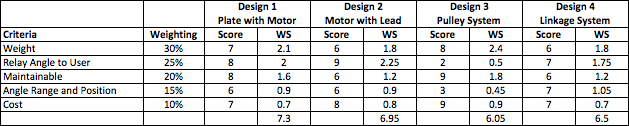 Design 1 Design 2 Design 3 Design 4
Plate with Motor Motor with Lead Pulley System Linkage System
Criteria Weighting Score WS Score WS Score WS Score WS
Weight 30% 7 2.1 6 1.8 8 2.4 6 1.8
Relay Angle to User 25% 8 2 9 2.25 2 0.5 7 1.75
Maintainable 20% 8 1.6 6 1.2 9 1.8 6 1.2
Angle Range and Position 15% 6 0.9 6 0.9 3 0.45 7 1.05
Cost 10% 7 0.7 8 0.8 9 0.9 7 0.7
7.3 6.95 6.05 6.5